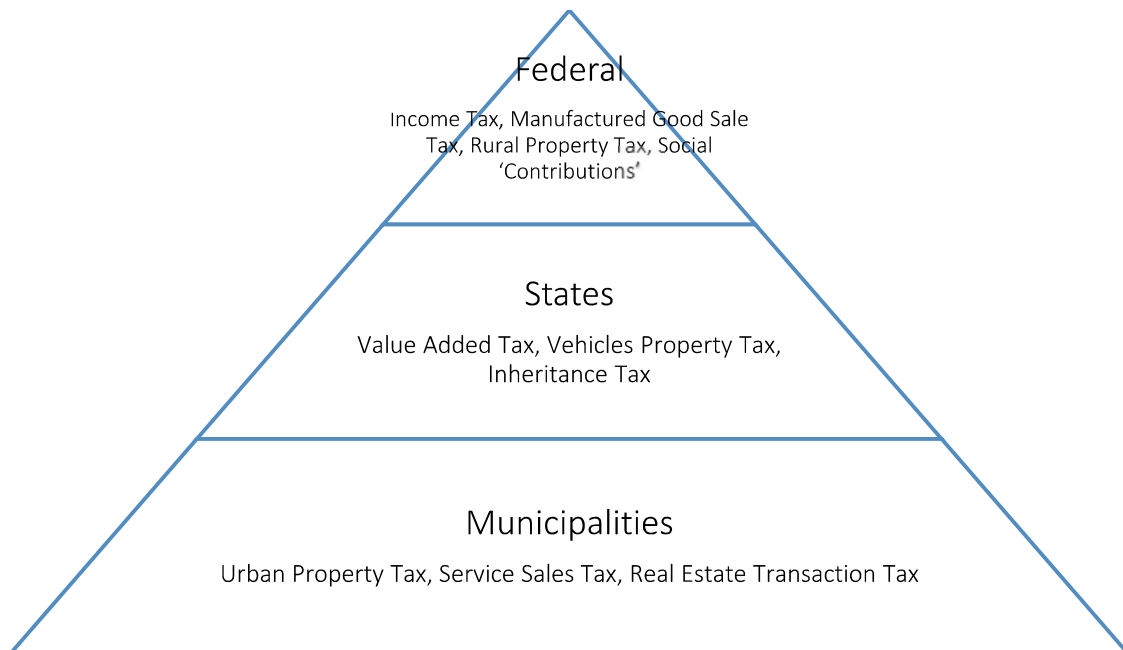 Federal
Income Tax, Manufactured Good Sale
Tax, Rural Property Tax, Social
‘Contributions’
States
Value Added Tax, Vehicles Property Tax,
Inheritance Tax
Municipalities
Urban Property Tax, Service Sales Tax, Real Estate Transaction Tax